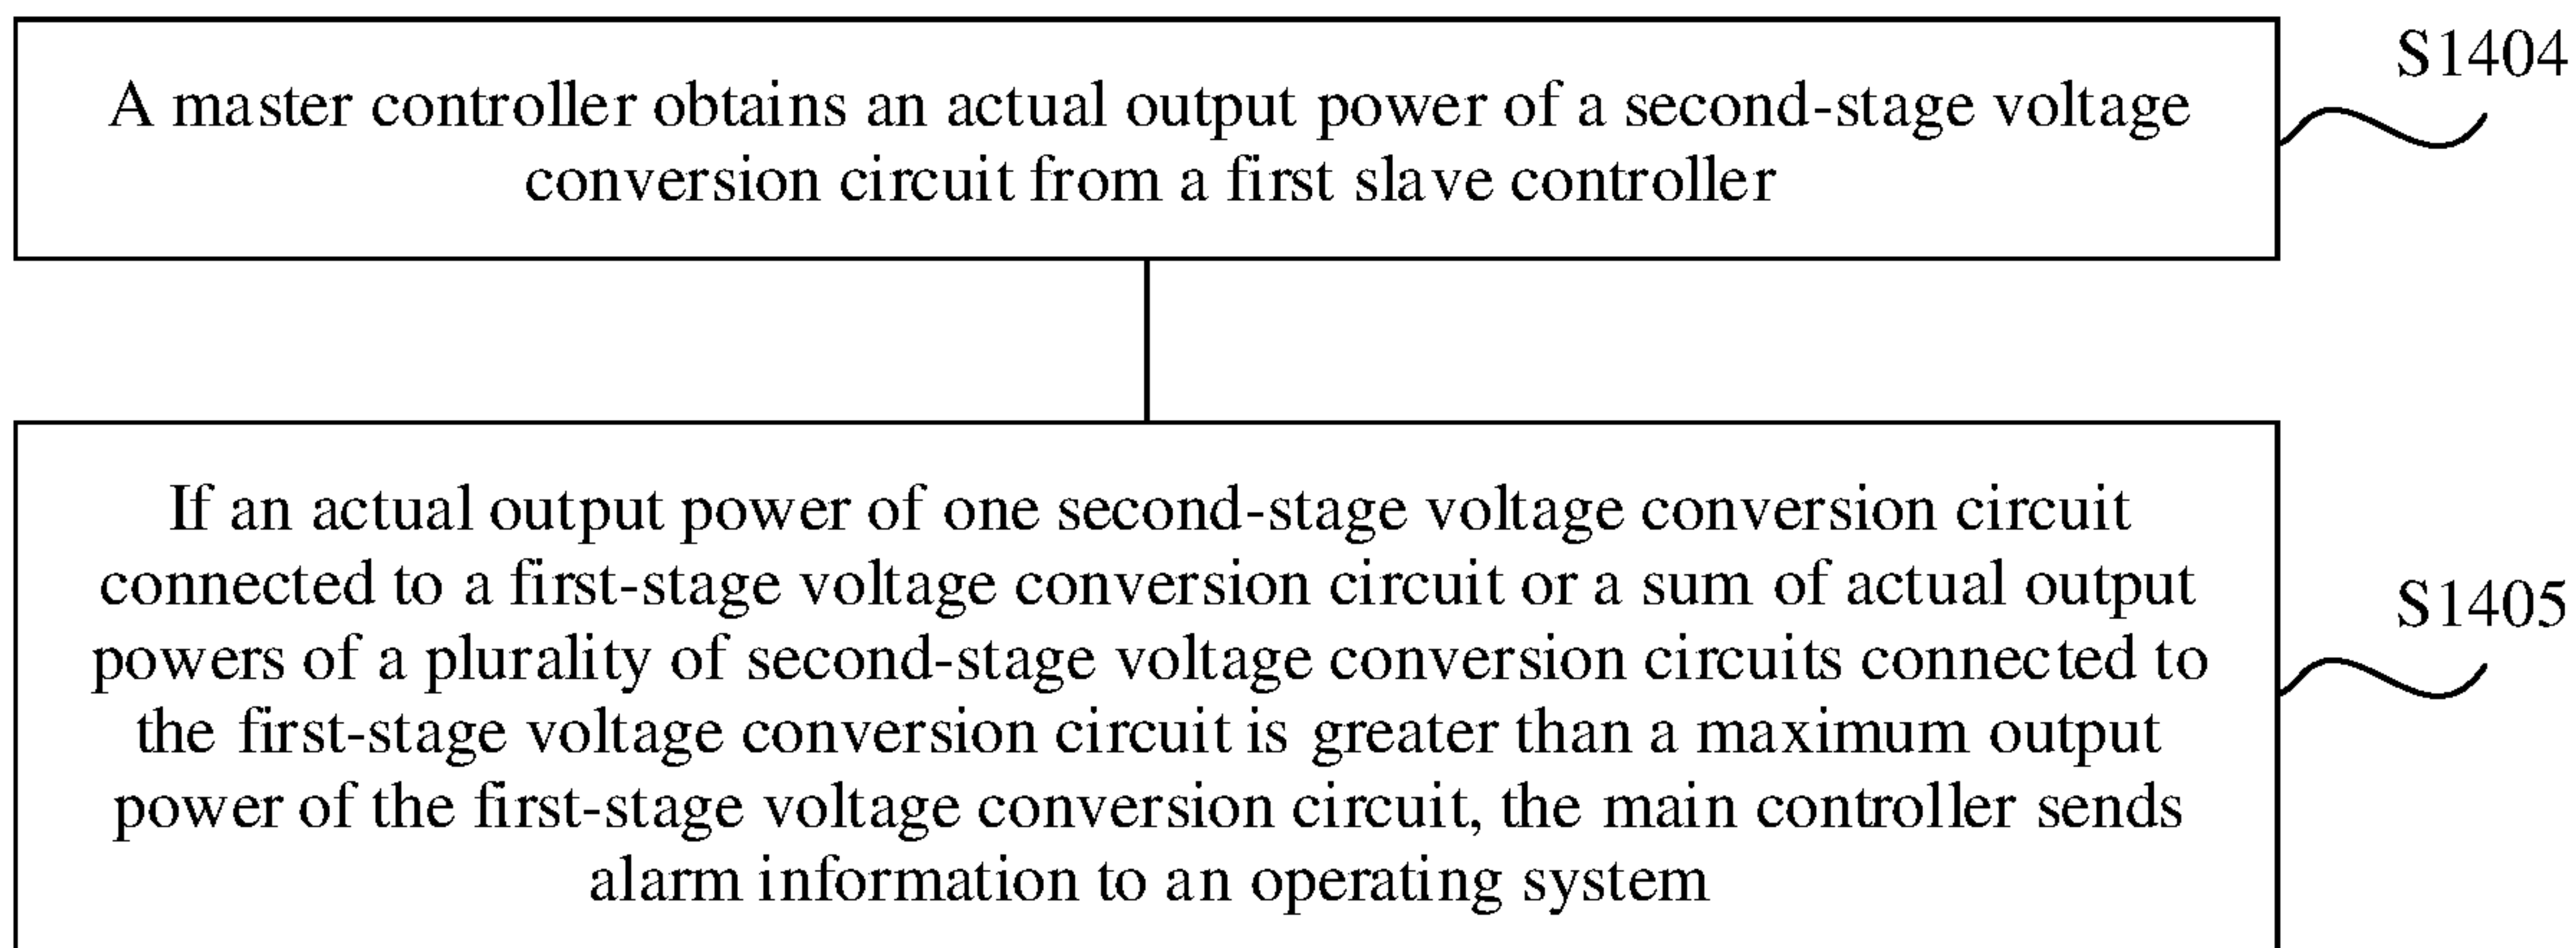 S1404
A master controller obtains an actual output power of a second-stage voltage
conversion circuit from a first slave controller
If an actual output power of one second-stage voltage conversion circuit
connected to a first-stage voltage conversion circuit or a sum of actual output
powers of a plurality of second-stage voltage conversion circuits connected to
the first-stage voltage conversion circuit is greater than a maximum output
power of the first-stage voltage conversion circuit, the main controller sends
alarm information to an operating system
S1405